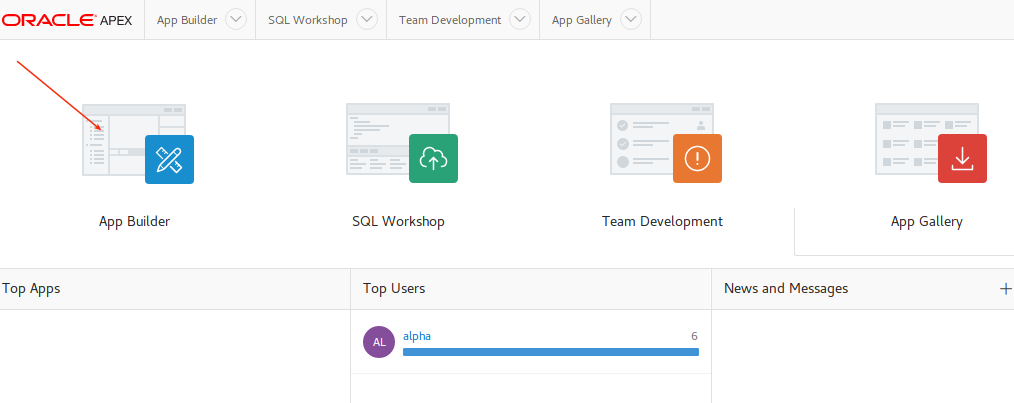 ORACLE APEX App Builder SQL Workshop Team Development App Gallery
App Builder SQL Workshop Team Development App Gallery
Top Apps Top Users News and Messages +
AL alpha 6